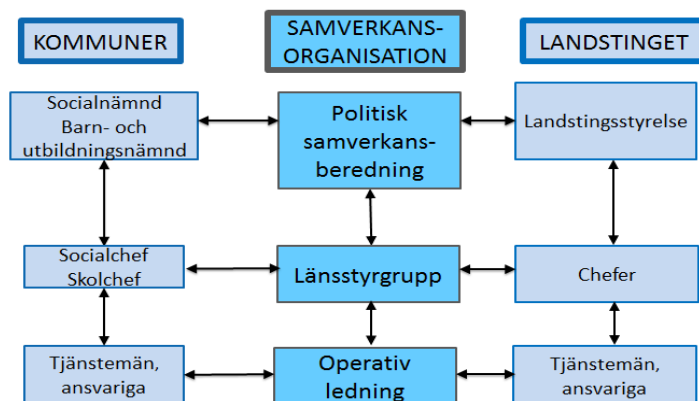 KOMMUNER
SAMVERKANS-
ORGANISATION
LANDSTINGET
Socialnämnd
Barn- och
utbildningsnämnd
Politisk
samverkans-
beredning
Landstingsstyrelse
Socialchef
Skolchef
Länsstyrgrupp
Chefer
Tjänstemän,
ansvariga
Operativ
ledning
Tjänstemän,
ansvariga